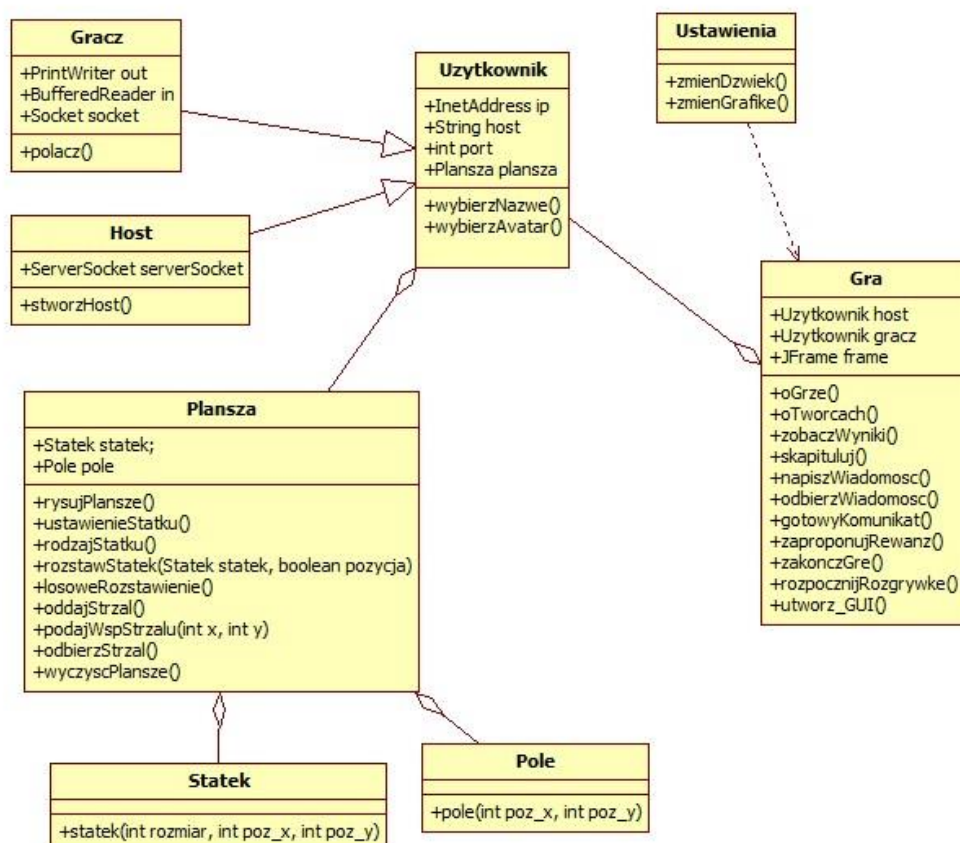 Gracz
+PrintWriter out
+BufferedReader in
+Socket socket
+polacz()
Uzytkownik
+InetAddress ip
+String host
+int port
+Plansza plansza
+wybierzNazwe()
+wybierzAvatar()
Ustawienia
+zmienDzwiek()
+zmienGrafike()
Host
+ServerSocket serverSocket
+stworzHost()
Gra
+Uzytkownik host
+Uzytkownik gracz
+JFrame frame
+oGrze()
+oTworcach()
+zobaczWyniki()
+skapituluj()
+napiszWiadomosc()
+odbierzWiadomosc()
+gotowyKomunikat()
+zaproponujRewanz()
+zakonczGre()
+rozpocznijRozgrywke()
+utworz_GUI()
Plansza
+Statek statek;
+Pole pole
+rysujPlansze()
+ustawienieStatku()
+rodzajStatku()
+rozstawStatek(Statek statek, boolean pozycja)
+losoweRozstawienie()
+oddajStrzal()
+podajWspStrzalu(int x, int y)
+odbierzStrzal()
+wyczyscPlansze()
Statek
+statek(int rozmiar, int poz_x, int poz_y)
Pole
+pole(int poz_x, int poz_y)